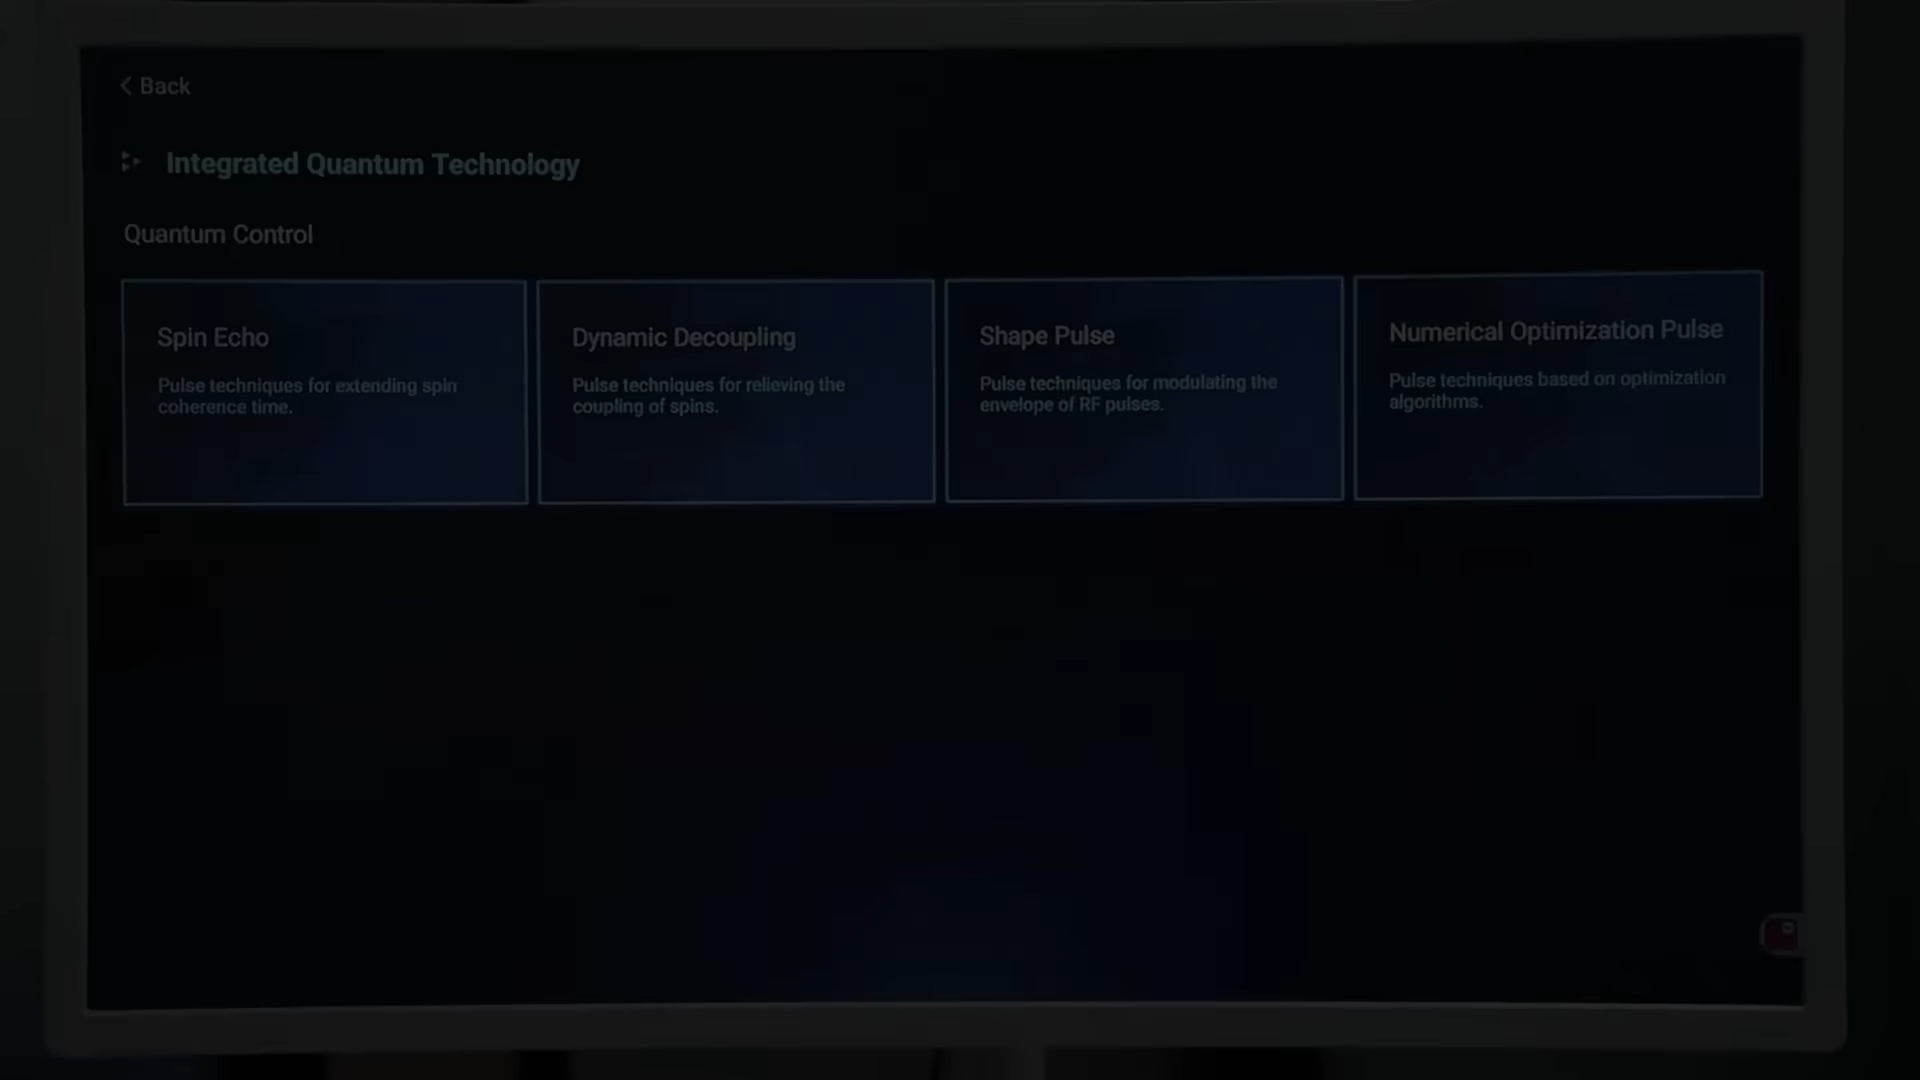 Back
Integrated Quantum Technology
Quantum Control
Spin Echo
Pulse techniques for extending spin
coherence time.
Dynamic Decoupling
Pulse techniques for relieving the
coupling of spins.
Shape Pulse
Pulse techniques for modulating the
envelope of RF pulses.
Numerical Optimization Pulse
Pulse techniques based on optimization
algorithms.